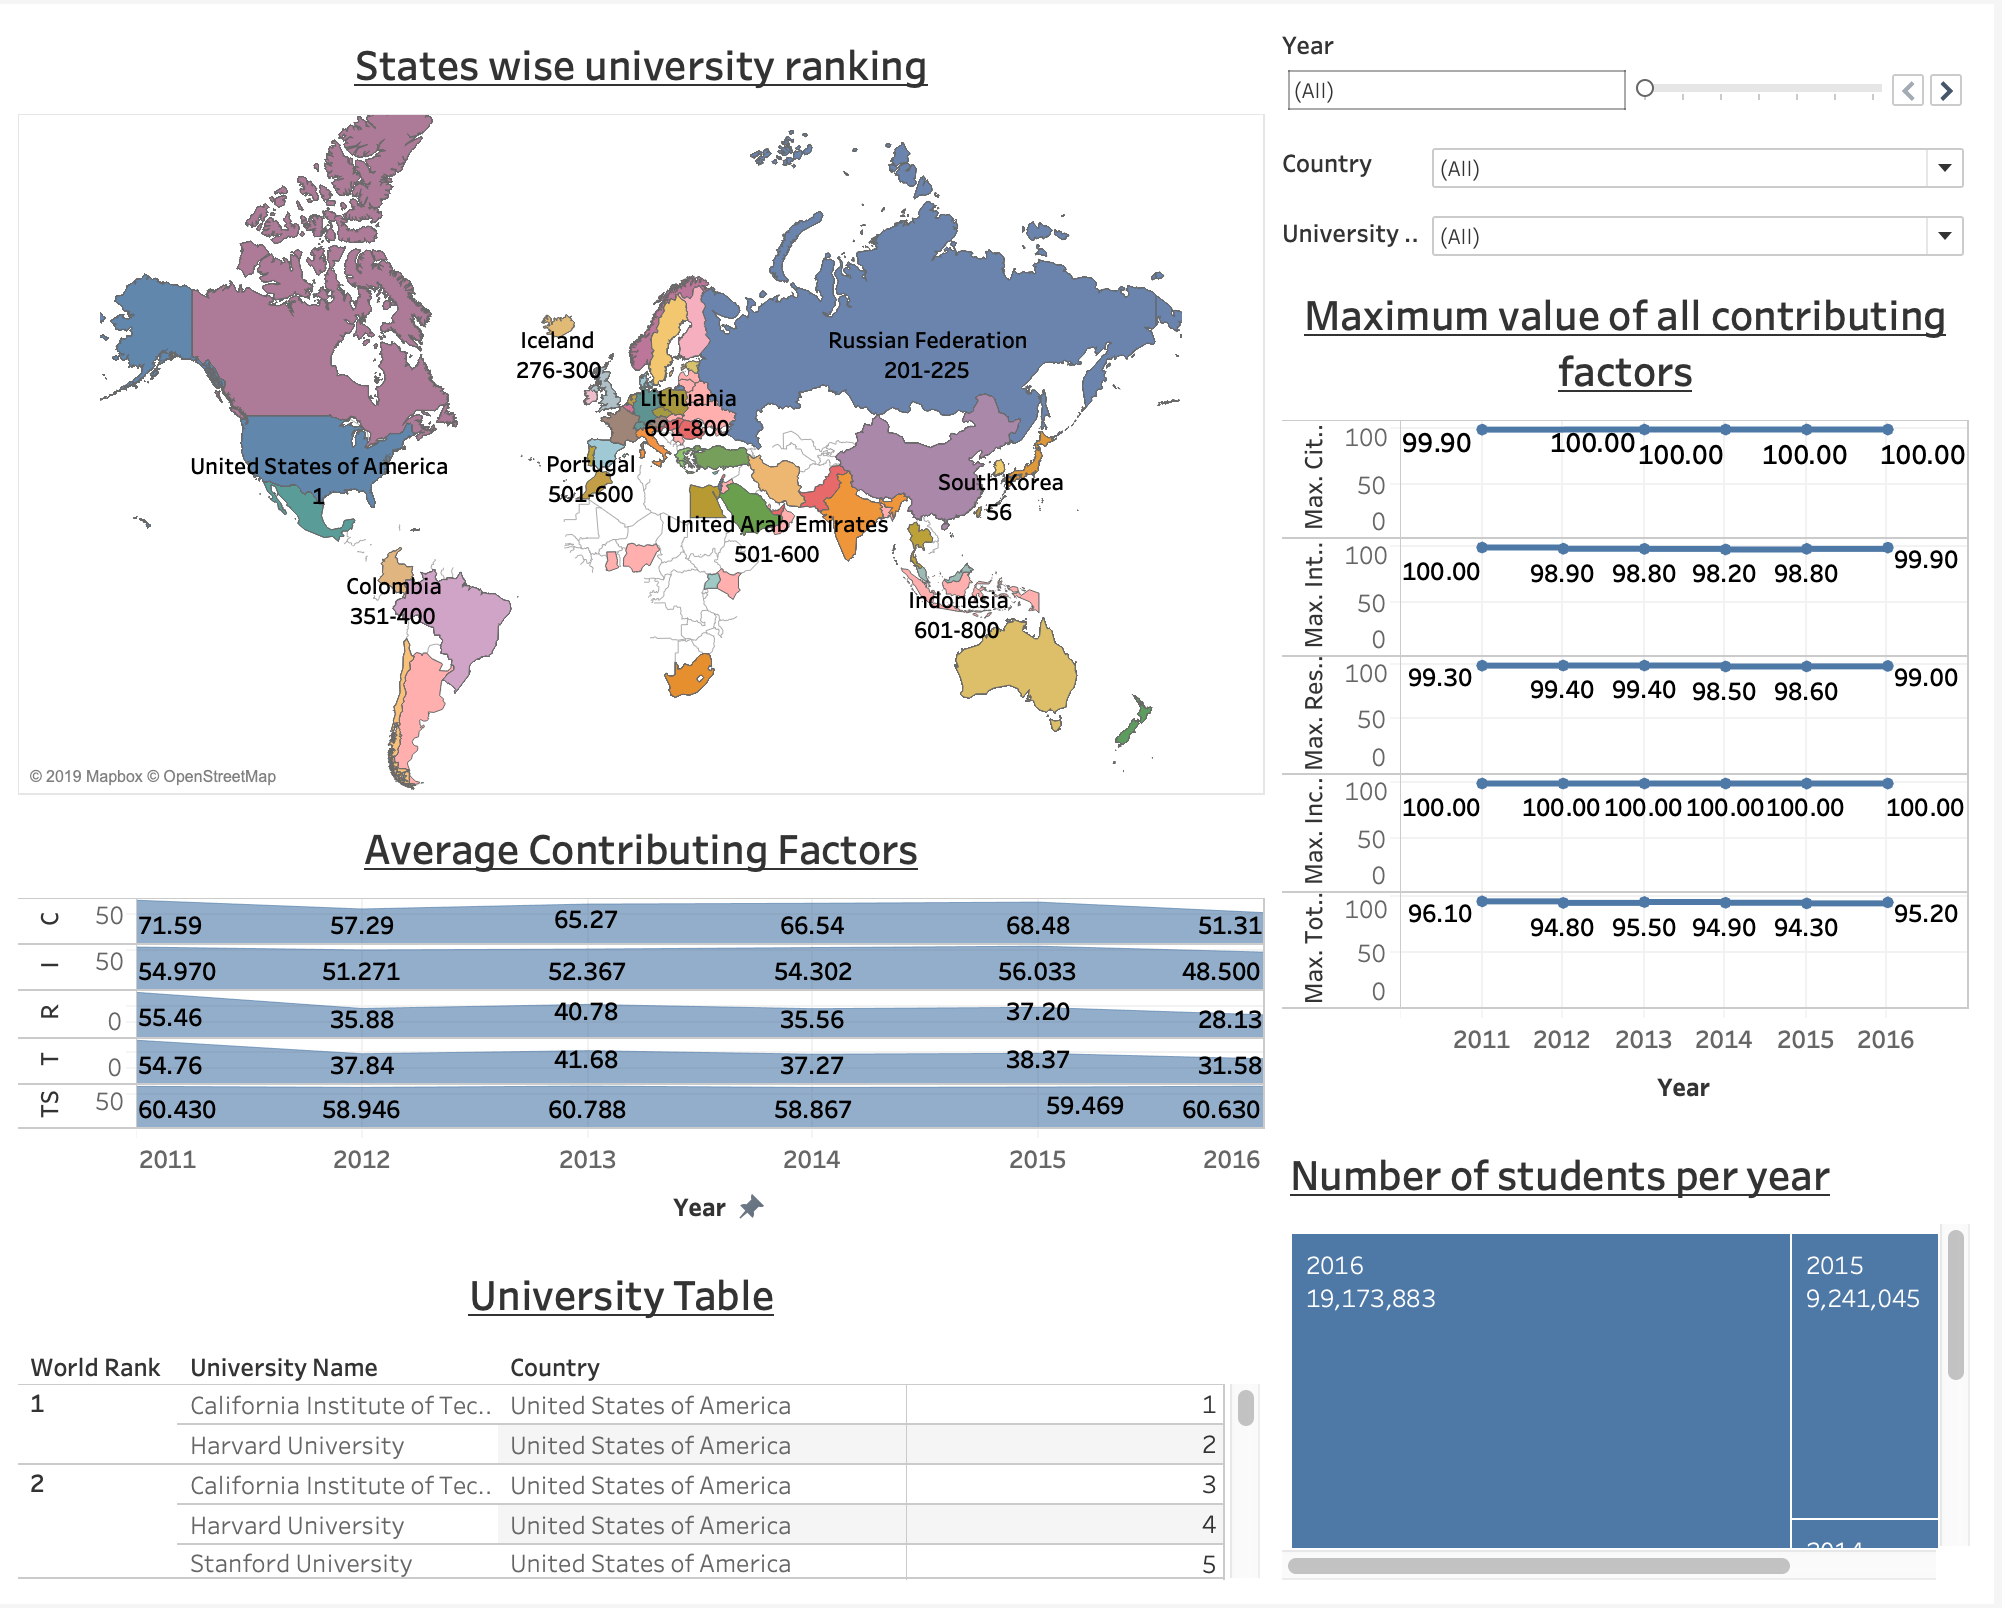 States wise university ranking
Iceland
276-300
Russian Federation
201-225
Lithuania
601-800
United States of America
1
Portugal
501-600
South Korea
56
United Arab Emirates
501-600
Colombia
351-400
Indonesia
601-800
© 2019 Mapbox © OpenStreetMap
Average Contributing Factors
C 50 71.59 57.29 65.27 66.54 68.48 51.31
I 50 54.970 51.271 52.367 54.302 56.033 48.500
R 0 55.46 35.88 40.78 35.56 37.20 28.13
T 0 54.76 37.84 41.68 37.27 38.37 31.58
TS 50 60.430 58.946 60.788 58.867 59.469 60.630
2011 2012 2013 2014 2015 2016
Year
University Table
World Rank University Name Country
1 California Institute of Tec.. United States of America 1
Harvard University United States of America 2
2 California Institute of Tec.. United States of America 3
Harvard University United States of America 4
Stanford University United States of America 5
Year
(All)
Country (All)
University .. (All)
Maximum value of all contributing
factors
Max. Cit..
100
50
0
99.90 100.00 100.00 100.00 100.00
Max. Int..
100
50
0
100.00 98.90 98.80 98.20 98.80 99.90
Max. Res..
100
50
0
99.30 99.40 99.40 98.50 98.60 99.00
Max. Inc..
100
50
0
100.00 100.00 100.00 100.00 100.00 100.00
Max. Tot..
100
50
0
96.10 94.80 95.50 94.90 94.30 95.20
2011 2012 2013 2014 2015 2016
Year
Number of students per year
2016
19,173,883
2015
9,241,045